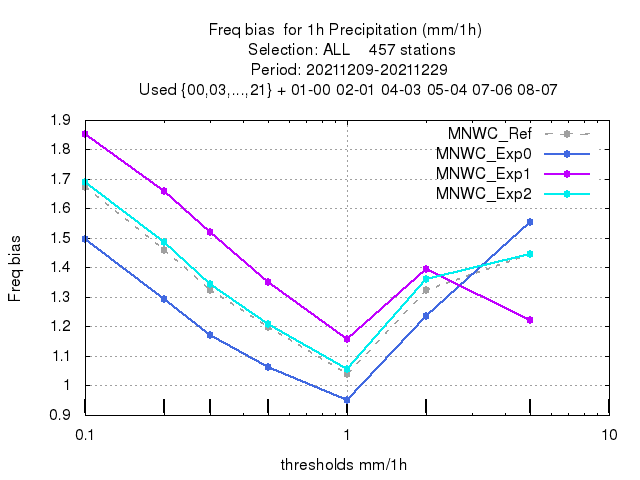 Freq bias  for 1h Precipitation (mm/1h)
Selection: ALL    457 stations
Period: 20211209-20211229
Used {00,03,...,21} + 01-00 02-01 04-03 05-04 07-06 08-07
MNWC_Ref
MNWC_Exp0
MNWC_Exp1
MNWC_Exp2
1.9
1.8
1.7
1.6
1.5
1.4
1.3
1.2
1.1
1
0.9
Freq bias
0.1 1 10
thresholds mm/1h